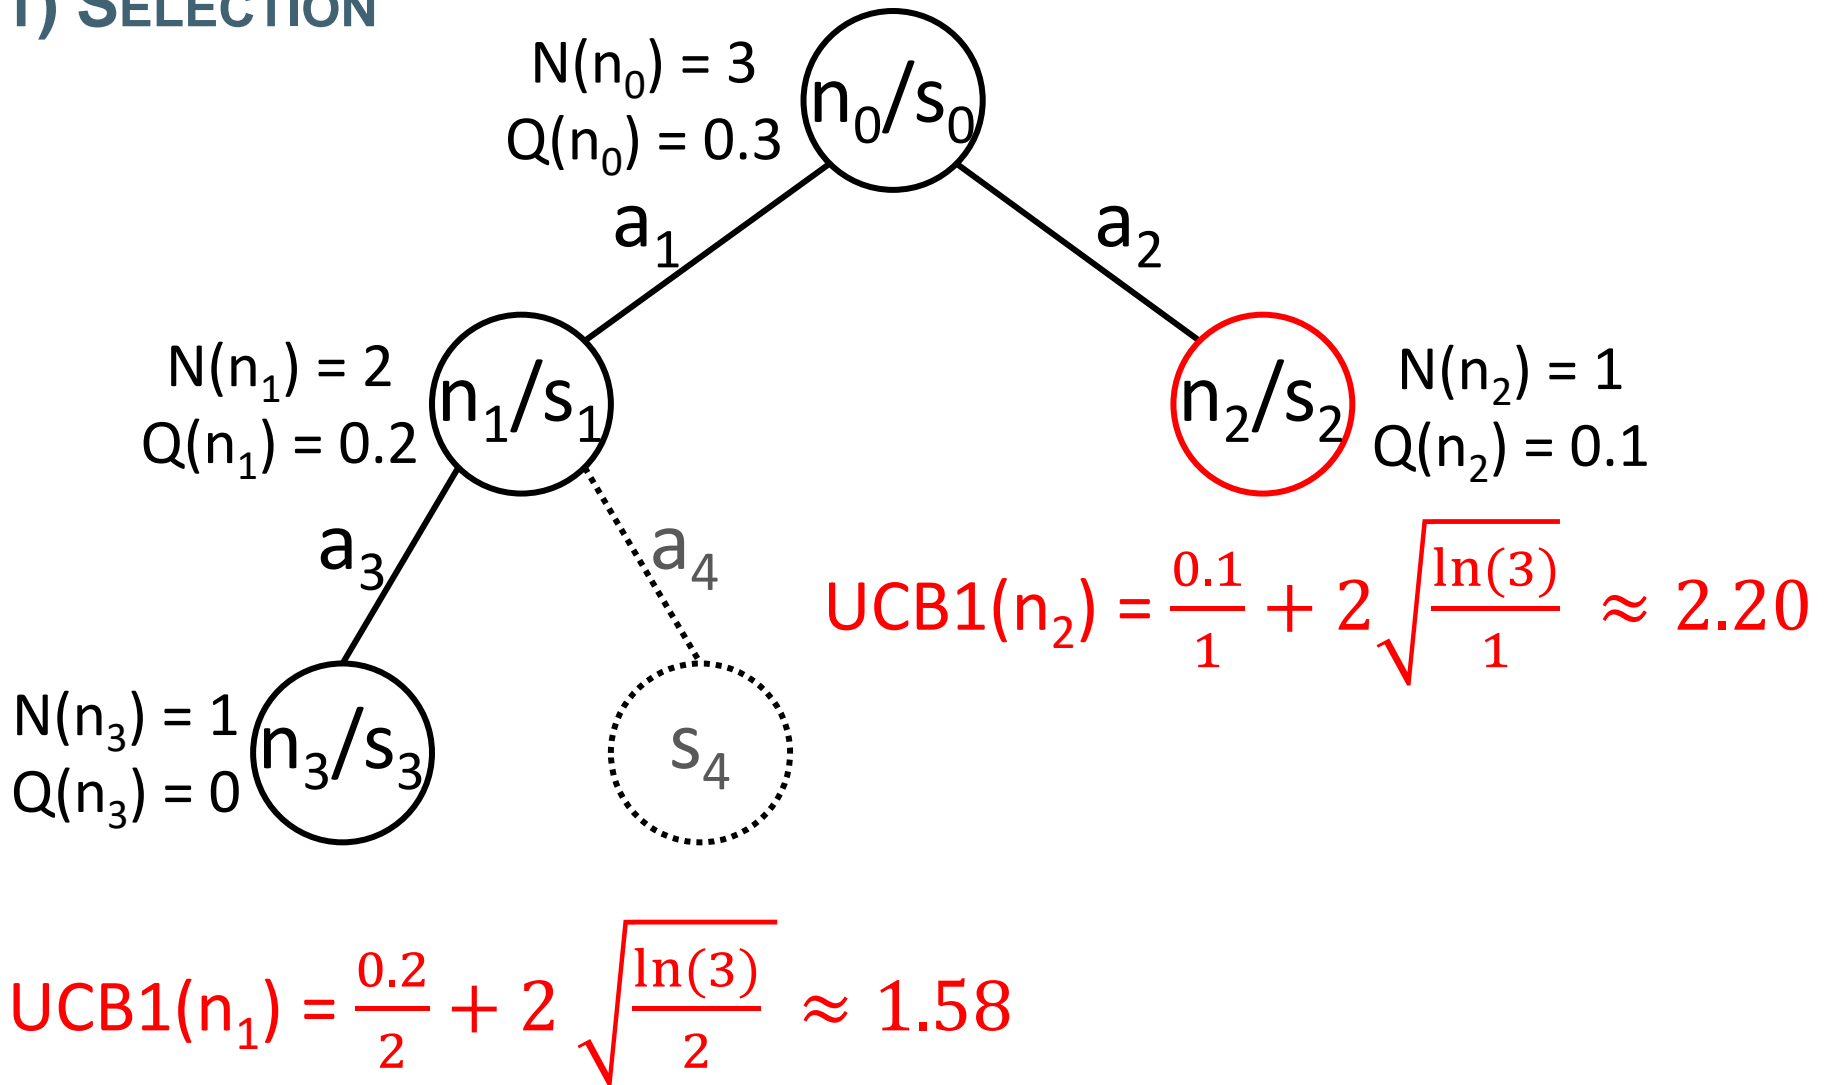 1) SELECTION
N(n₀) = 3
Q(n₀) = 0.3
n₀/s₀
a₁
a₂
N(n₁) = 2
Q(n₁) = 0.2
n₁/s₁
n₂/s₂
N(n₂) = 1
Q(n₂) = 0.1
a₃
a₄
UCB1(n₂) = 0.1/1 + 2√(ln(3)/1) ≈ 2.20
N(n₃) = 1
Q(n₃) = 0
n₃/s₃
s₄
UCB1(n₁) = 0.2/2 + 2√(ln(3)/2) ≈ 1.58